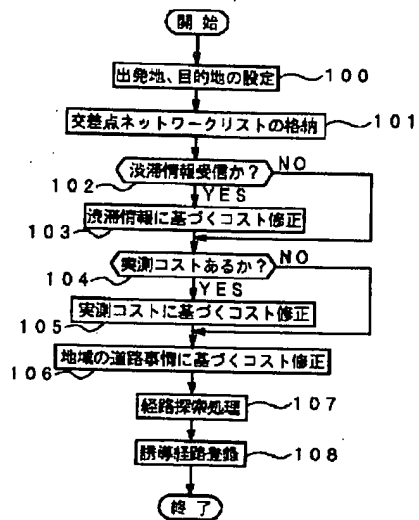 開始
出発地、目的地の設定
100
交差点ネットワークリストの格納
101
渋滞情報受信か？
NO
102
YES
渋滞情報に基づくコスト修正
103
実測コストあるか？
NO
104
YES
実測コストに基づくコスト修正
105
地域の道路事情に基づくコスト修正
106
経路探索処理
107
誘導経路登録
108
終了